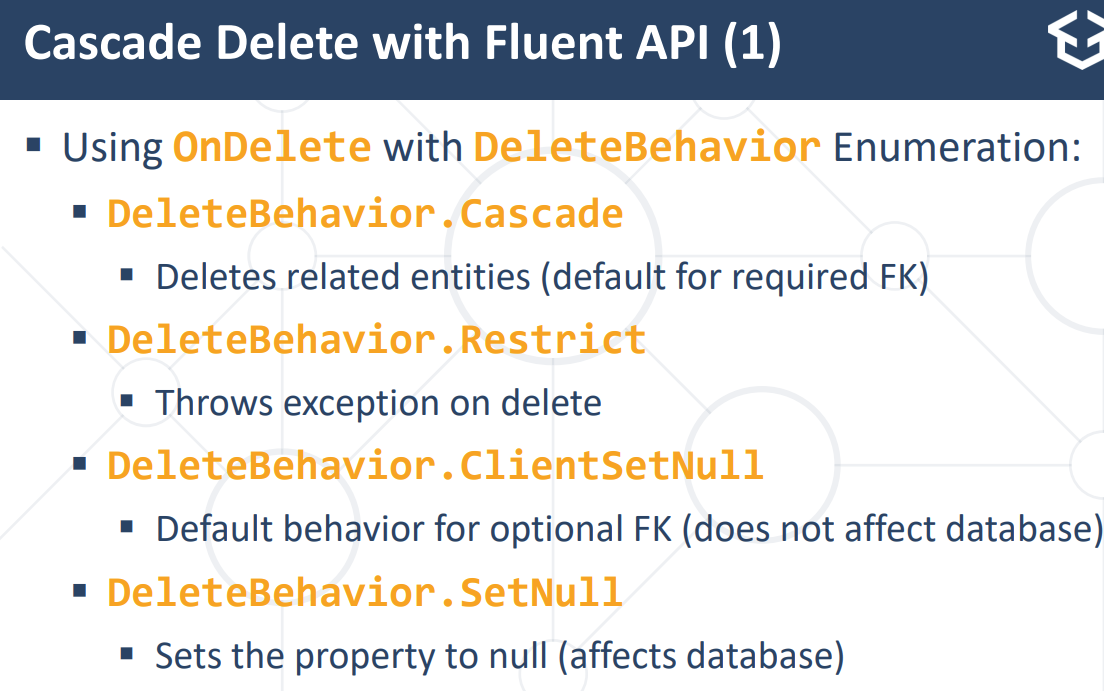 Cascade Delete with Fluent API (1)
▪ Using OnDelete with DeleteBehavior Enumeration:
▪ DeleteBehavior.Cascade
▪ Deletes related entities (default for required FK)
▪ DeleteBehavior.Restrict
▪ Throws exception on delete
▪ DeleteBehavior.ClientSetNull
▪ Default behavior for optional FK (does not affect database)
▪ DeleteBehavior.SetNull
▪ Sets the property to null (affects database)